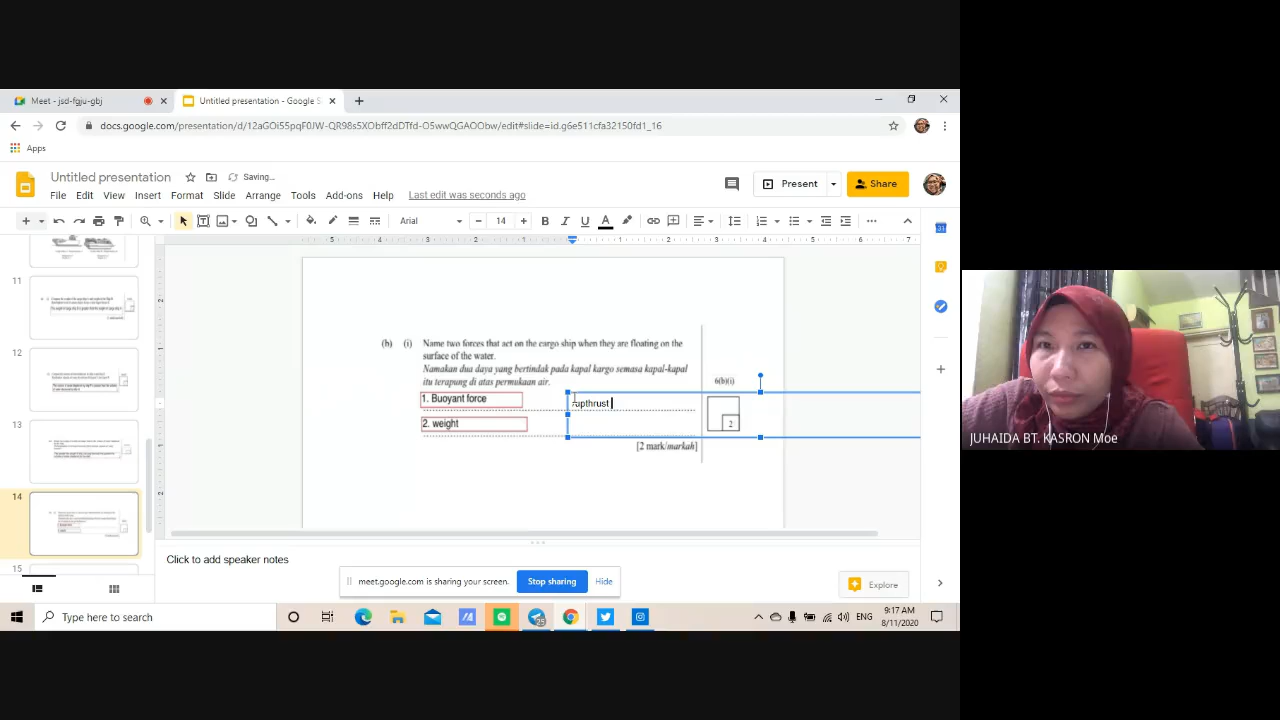 Meet - jsd-fgju-gbj
Untitled presentation - Google S
docs.google.com/presentation/d/12aGOi55pqF0JW-QR98s5XObff2dDTfd-O5wwQGAOObw/edit#slide=id.g6e511cfa32150fd1_16
Apps
Untitled presentation
Saving...
File Edit View Insert Format Slide Arrange Tools Add-ons Help Last edit was seconds ago
Present
Share
Arial
14
11
12
13
14
15
(b) (i) Name two forces that act on the cargo ship when they are floating on the
surface of the water.
Namakan dua daya yang bertindak pada kapal kargo semasa kapal-kapal
itu terapung di atas permukaan air.
6(b)(i)
1. Buoyant force
upthrust
2. weight
2
[2 mark/markah]
Click to add speaker notes
meet.google.com is sharing your screen.
Stop sharing
Hide
Explore
Type here to search
ENG
9:17 AM
8/11/2020
JUHAIDA BT. KASRON Moe